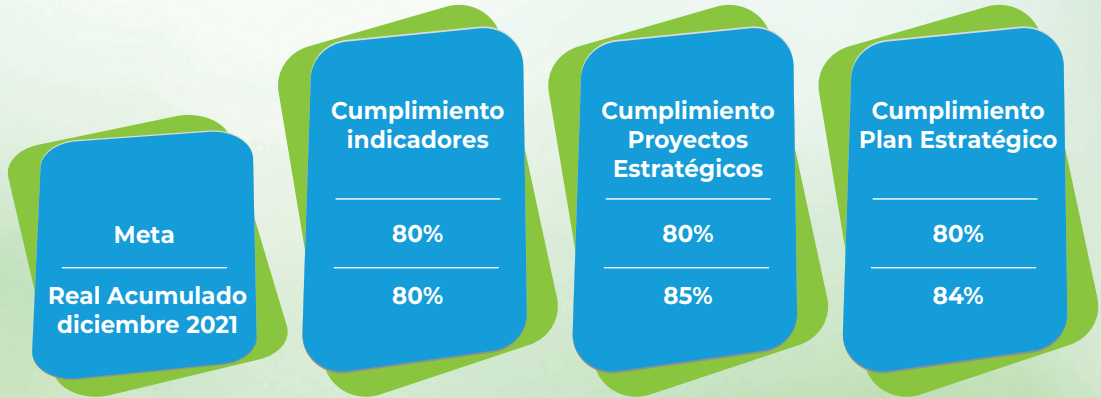 Meta
Real Acumulado
diciembre 2021
Cumplimiento
indicadores
80%
80%
Cumplimiento
Proyectos
Estratégicos
80%
85%
Cumplimiento
Plan Estratégico
80%
84%